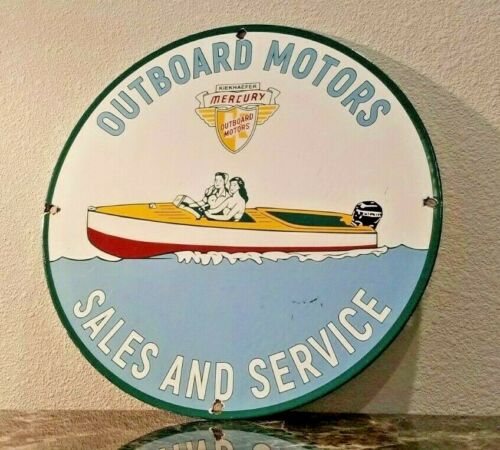 OUTBOARD MOTORS
KIEKHAEFER
MERCURY
OUTBOARD
MOTORS
SALES AND SERVICE